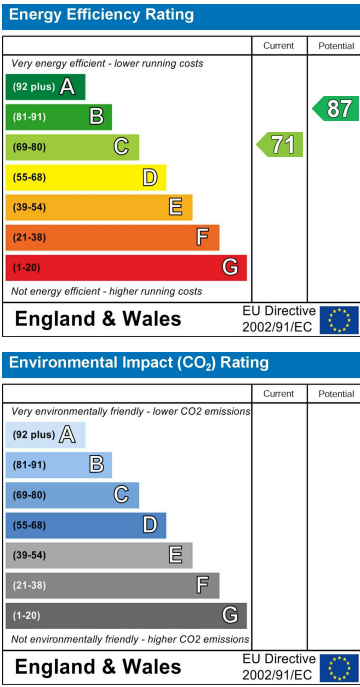 Energy Efficiency Rating
Current Potential
Very energy efficient - lower running costs
(92 plus) A
(81-91) B
87
(69-80) C
71
(55-68) D
(39-54) E
(21-38) F
(1-20) G
Not energy efficient - higher running costs
England & Wales
EU Directive
2002/91/EC
Environmental Impact (CO₂) Rating
Current Potential
Very environmentally friendly - lower CO2 emissions
(92 plus) A
(81-91) B
(69-80) C
(55-68) D
(39-54) E
(21-38) F
(1-20) G
Not environmentally friendly - higher CO2 emissions
England & Wales
EU Directive
2002/91/EC